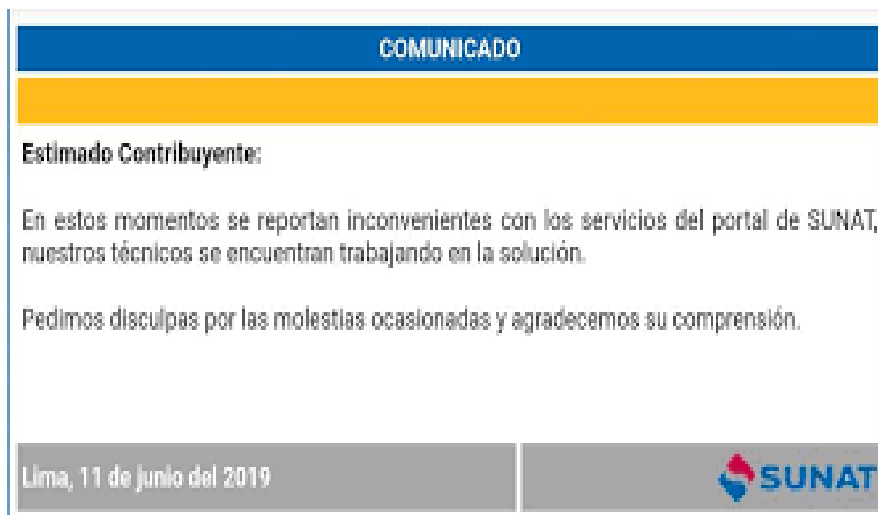 COMUNICADO
Estimado Contribuyente:
En estos momentos se reportan inconvenientes con los servicios del portal de SUNAT,
nuestros técnicos se encuentran trabajando en la solución.
Pedimos disculpas por las molestias ocasionadas y agradecemos su comprensión.
Lima, 11 de junio del 2019
SUNAT